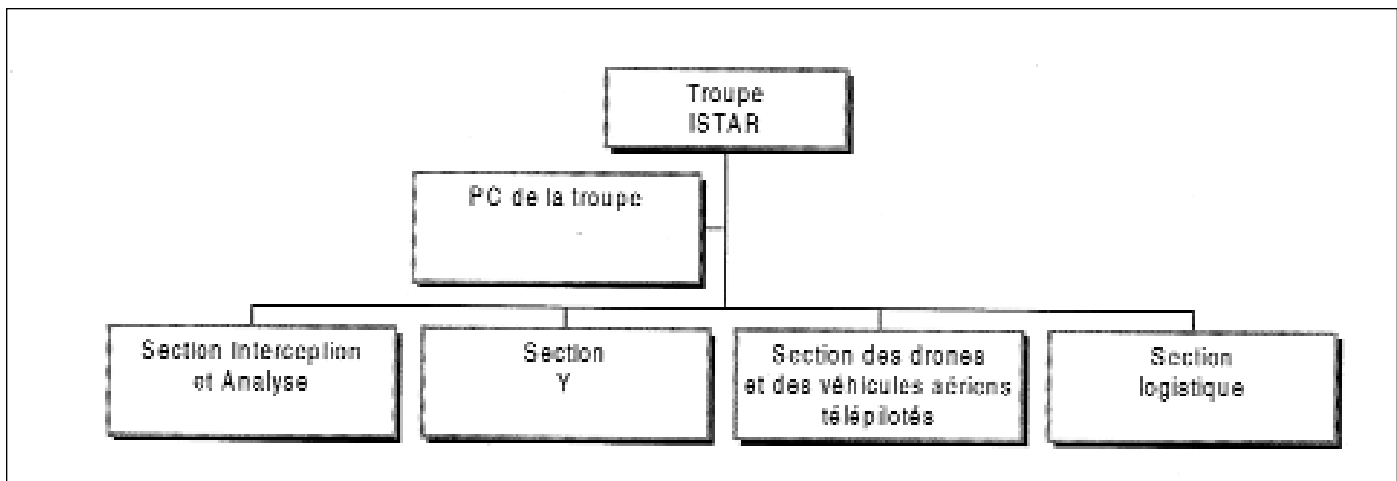 Troupe
ISTAR
PC de la troupe
Section Interception
et Analyse
Section
Y
Section des drones
et des véhicules aériens
télépilotés
Section
logistique